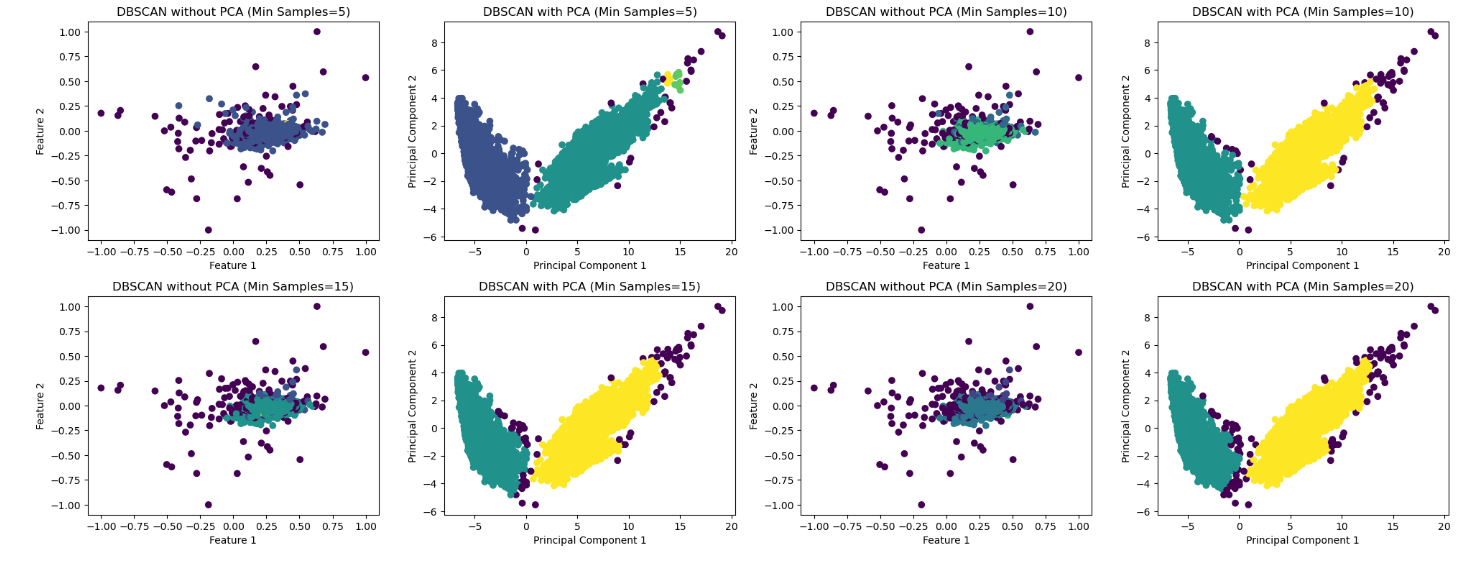 DBSCAN without PCA (Min Samples=5)
1.00
0.75
0.50
0.25
0.00
−0.25
−0.50
−0.75
−1.00
Feature 2
−1.00 −0.75 −0.50 −0.25 0.00 0.25 0.50 0.75 1.00
Feature 1
DBSCAN with PCA (Min Samples=5)
8
6
4
2
0
−2
−4
−6
Principal Component 2
−5 0 5 10 15 20
Principal Component 1
DBSCAN without PCA (Min Samples=10)
1.00
0.75
0.50
0.25
0.00
−0.25
−0.50
−0.75
−1.00
Feature 2
−1.00 −0.75 −0.50 −0.25 0.00 0.25 0.50 0.75 1.00
Feature 1
DBSCAN with PCA (Min Samples=10)
8
6
4
2
0
−2
−4
−6
Principal Component 2
−5 0 5 10 15 20
Principal Component 1
DBSCAN without PCA (Min Samples=15)
1.00
0.75
0.50
0.25
0.00
−0.25
−0.50
−0.75
−1.00
Feature 2
−1.00 −0.75 −0.50 −0.25 0.00 0.25 0.50 0.75 1.00
Feature 1
DBSCAN with PCA (Min Samples=15)
8
6
4
2
0
−2
−4
−6
Principal Component 2
−5 0 5 10 15 20
Principal Component 1
DBSCAN without PCA (Min Samples=20)
1.00
0.75
0.50
0.25
0.00
−0.25
−0.50
−0.75
−1.00
Feature 2
−1.00 −0.75 −0.50 −0.25 0.00 0.25 0.50 0.75 1.00
Feature 1
DBSCAN with PCA (Min Samples=20)
8
6
4
2
0
−2
−4
−6
Principal Component 2
−5 0 5 10 15 20
Principal Component 1